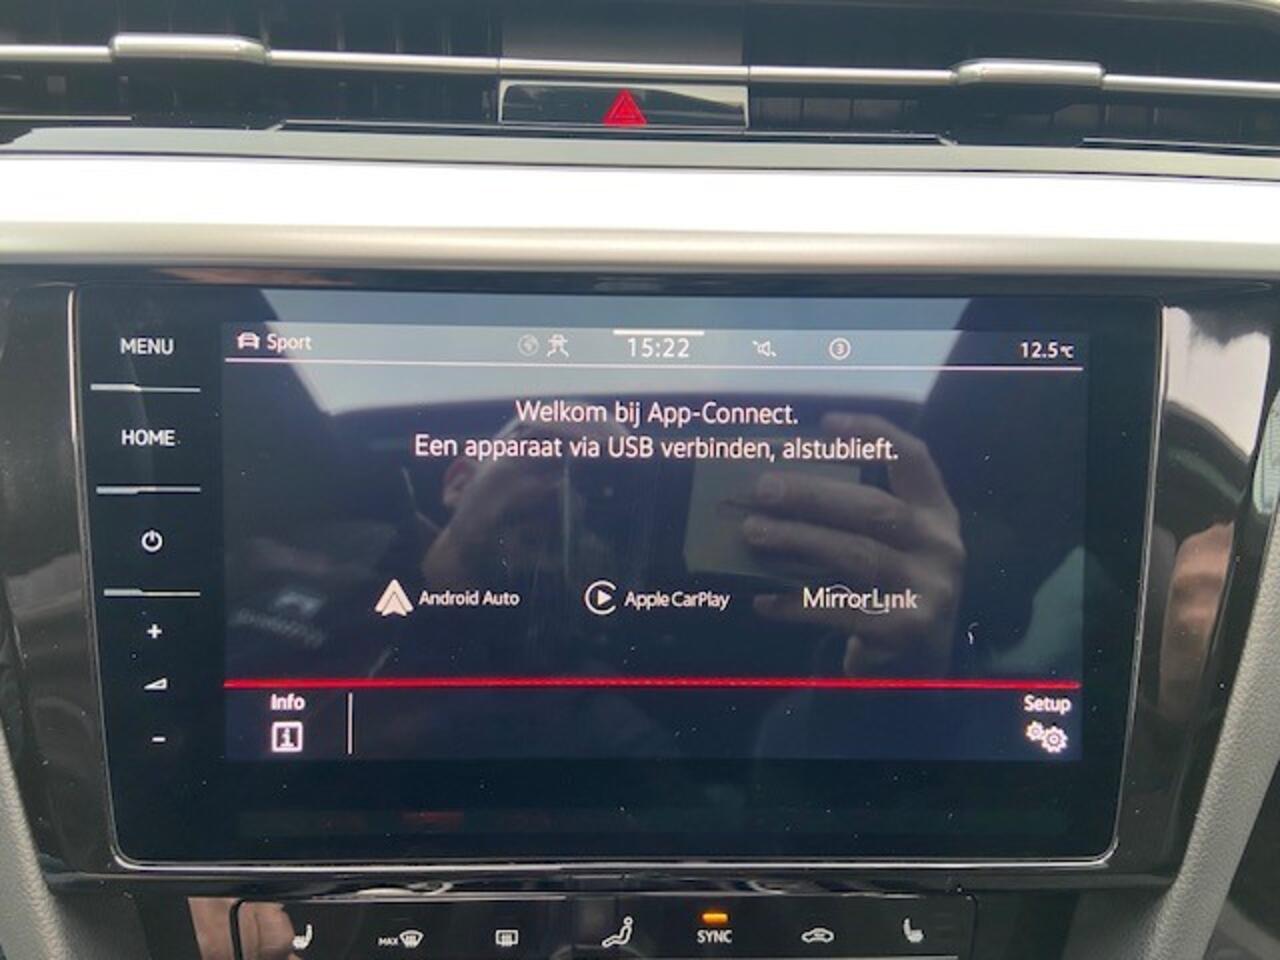 MENU
Sport
15:22
3
12.5°C
HOME
Welkom bij App-Connect.
Een apparaat via USB verbinden, alstublieft.
Android Auto
Apple CarPlay
MirrorLink
+
-
Info
i
Setup
MAX
SYNC